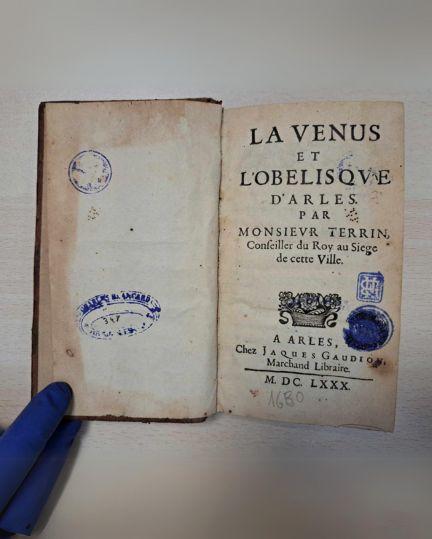 LA VENUS
ET
L'OBELISQVE
D'ARLES.
PAR
MONSIEVR TERRIN,
Conseiller du Roy au Siege
de cette Ville.
A ARLES,
Chez JAQUES GAUDION,
Marchand Libraire.
M. DC. LXXX.
1680